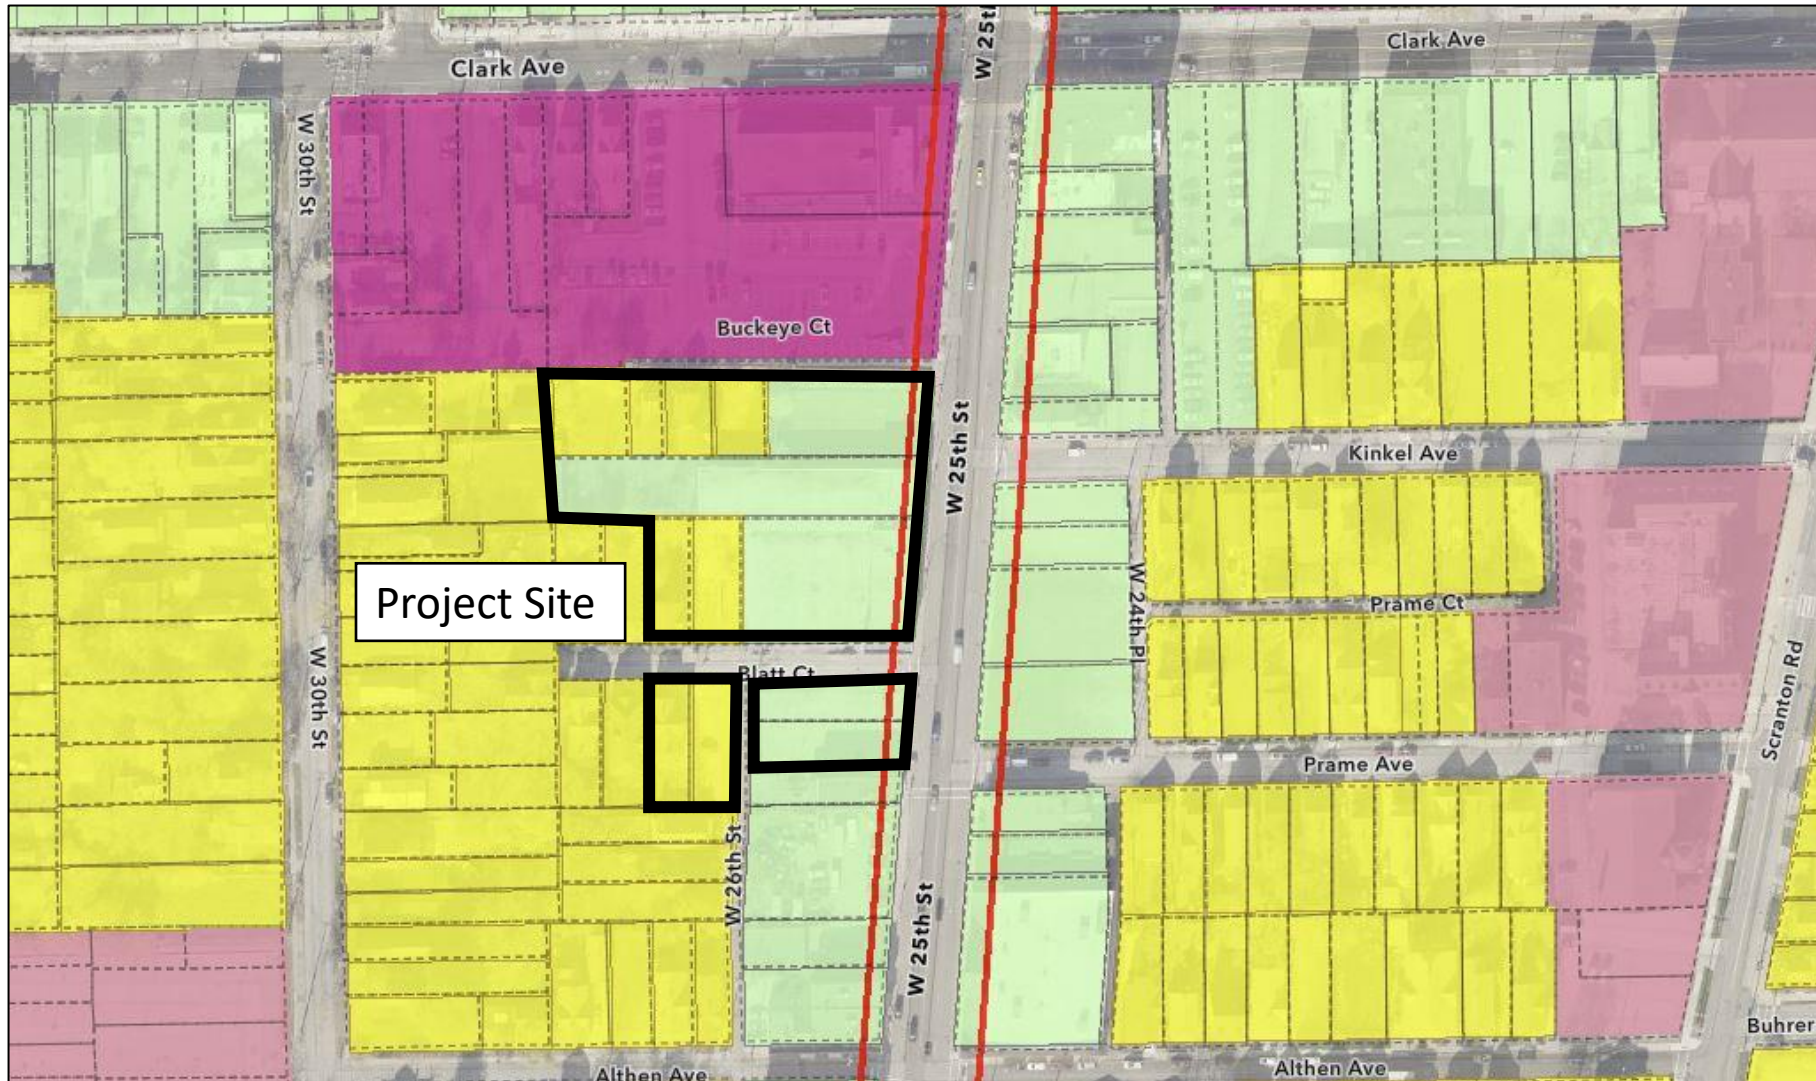 Clark Ave
W 25th
Clark Ave
W 30th St
Buckeye Ct
W 25th St
Kinkel Ave
Project Site
W 24th Pl
Prame Ct
Blatt Ct
W 30th St
Scranton Rd
Prame Ave
W 26th St
W 25th St
Buhrer
Althen Ave
Althen Ave